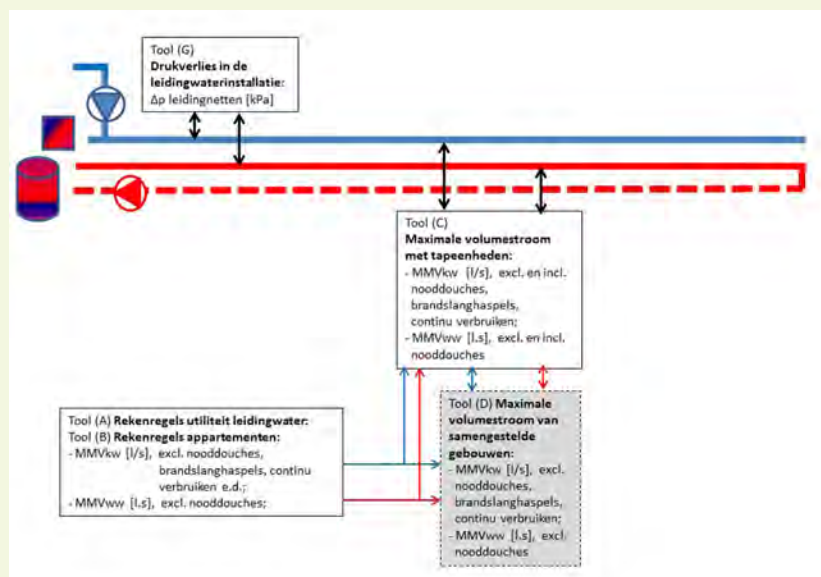 Tool (G)
Drukverlies in de
leidingwaterinstallatie:
Δp leidingnetten [kPa]
Tool (C)
Maximale volumestroom
met tapeenheden:
- MMVkw [l/s], excl. en incl.
nooddouches,
brandslanghaspels,
continu verbruiken;
- MMVww [l.s], excl. en incl.
nooddouches
Tool (A) Rekenregels utiliteit leidingwater:
Tool (B) Rekenregels appartementen:
- MMVkw [l/s], excl. nooddouches,
brandslanghaspels, continu
verbruiken e.d.;
- MMVww [l.s], excl. nooddouches;
Tool (D) Maximale
volumestroom van
samengestelde
gebouwen:
- MMVkw [l/s], excl.
nooddouches,
brandslanghaspels,
continu verbruiken;
- MMVww [l.s], excl.
nooddouches